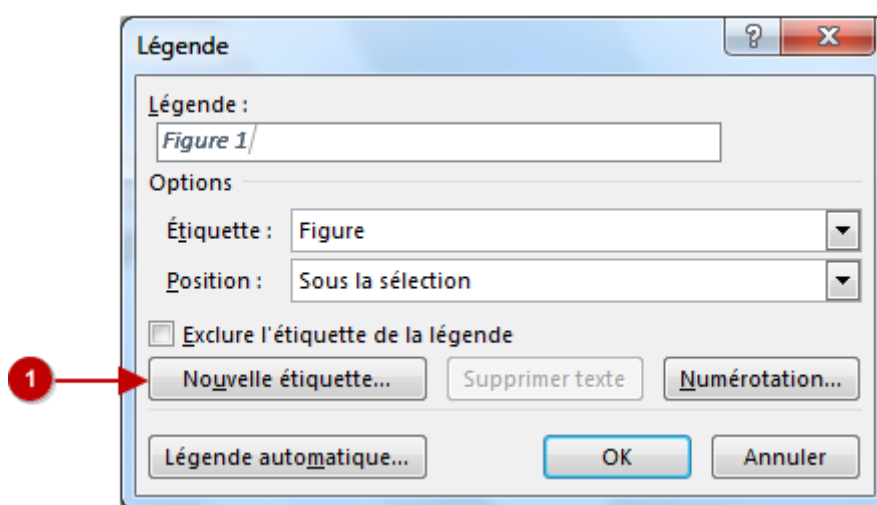 Légende
Légende :
Figure 1
Options
Étiquette : Figure
Position : Sous la sélection
Exclure l'étiquette de la légende
1 Nouvelle étiquette... Supprimer texte Numérotation...
Légende automatique... OK Annuler